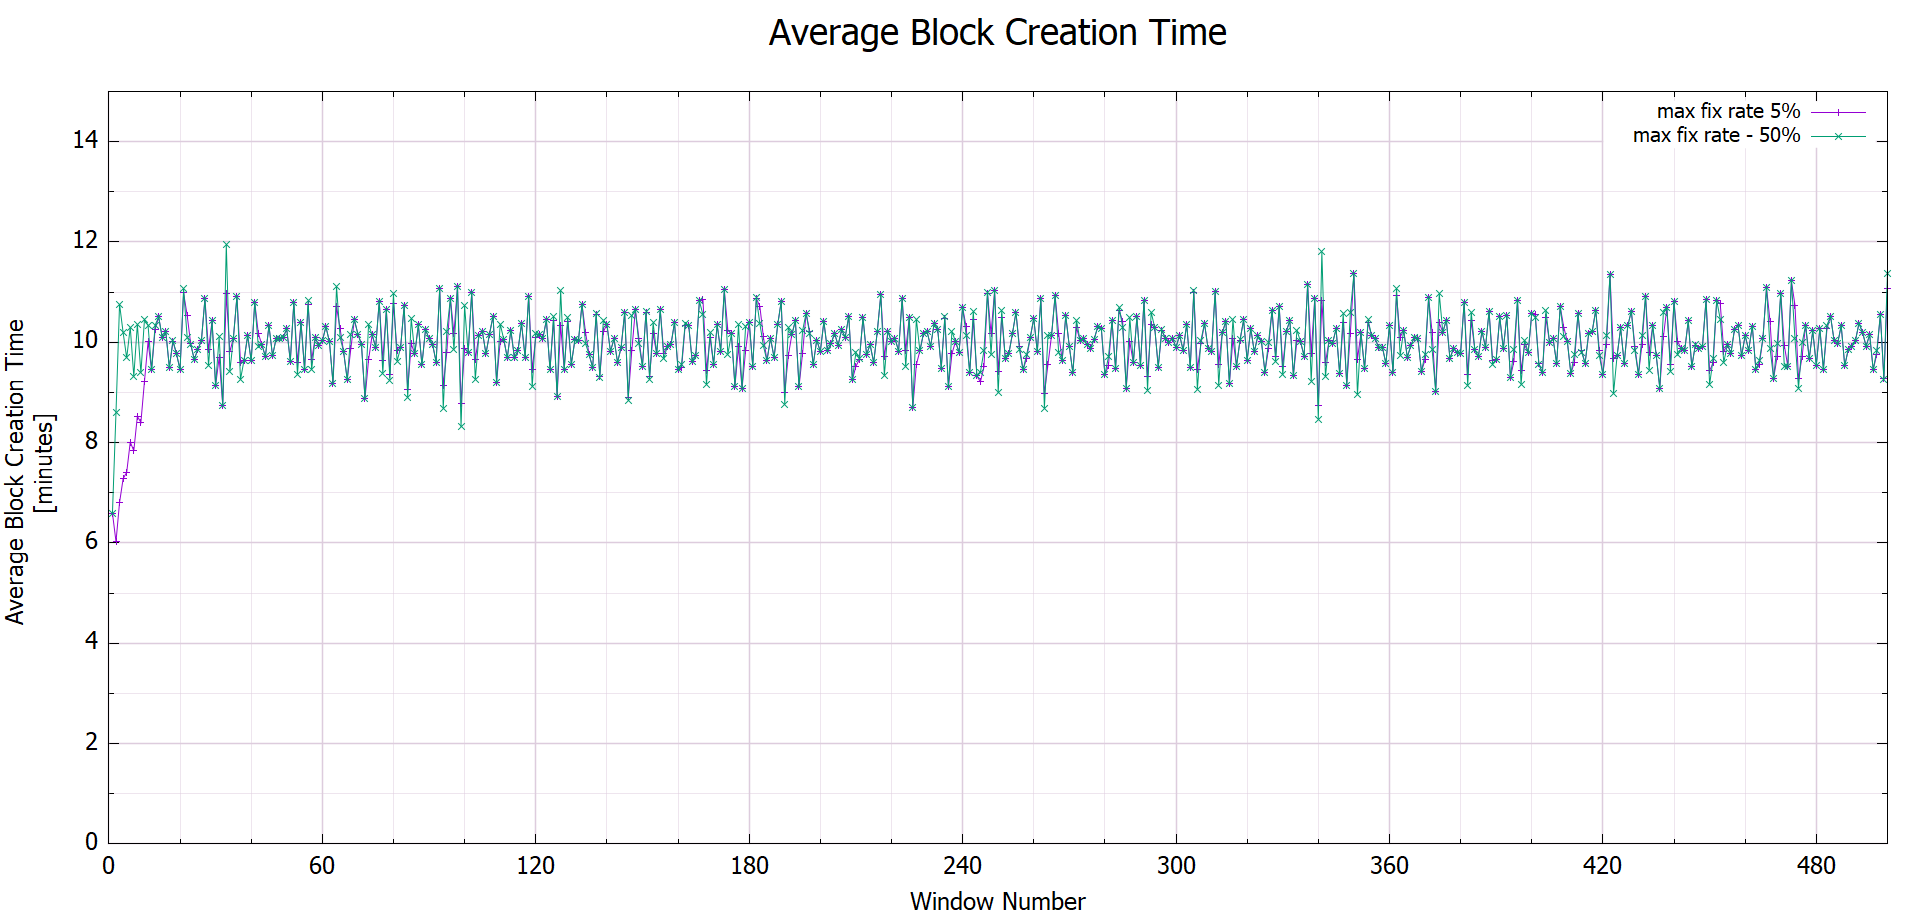 Average Block Creation Time
max fix rate 5%
max fix rate - 50%
14
12
10
8
6
4
2
0
Average Block Creation Time
[minutes]
0 60 120 180 240 300 360 420 480
Window Number